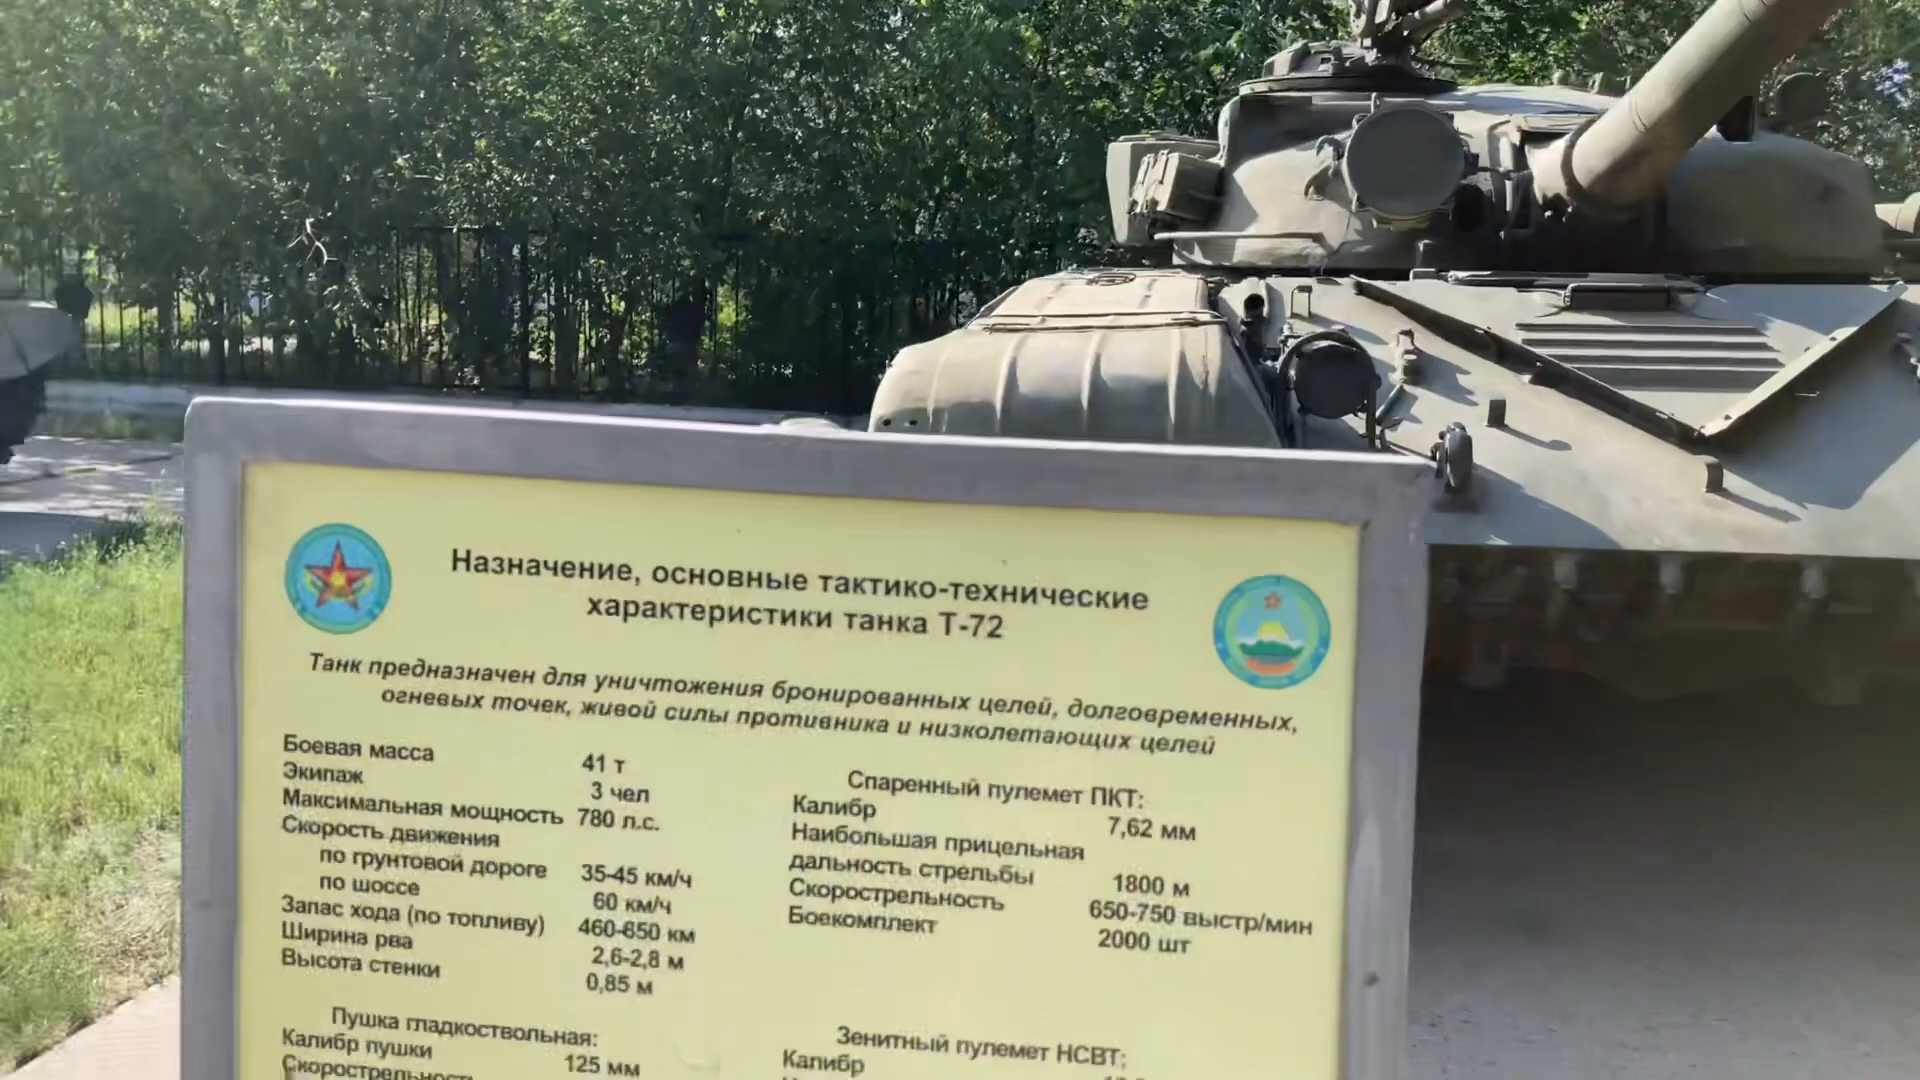 Назначение, основные тактико-технические
характеристики танка Т-72
Танк предназначен для уничтожения бронированных целей, долговременных,
огневых точек, живой силы противника и низколетающих целей
Боевая масса 41 т
Экипаж 3 чел
Максимальная мощность 780 л.с.
Скорость движения
по грунтовой дороге 35-45 км/ч
по шоссе 60 км/ч
Запас хода (по топливу) 460-650 км
Ширина рва 2,6-2,8 м
Высота стенки 0,85 м
Пушка гладкоствольная:
Калибр пушки 125 мм
Скорострельность
Спаренный пулемет ПКТ:
Калибр 7,62 мм
Наибольшая прицельная
дальность стрельбы 1800 м
Скорострельность 650-750 выстр/мин
Боекомплект 2000 шт
Зенитный пулемет НСВТ:
Калибр